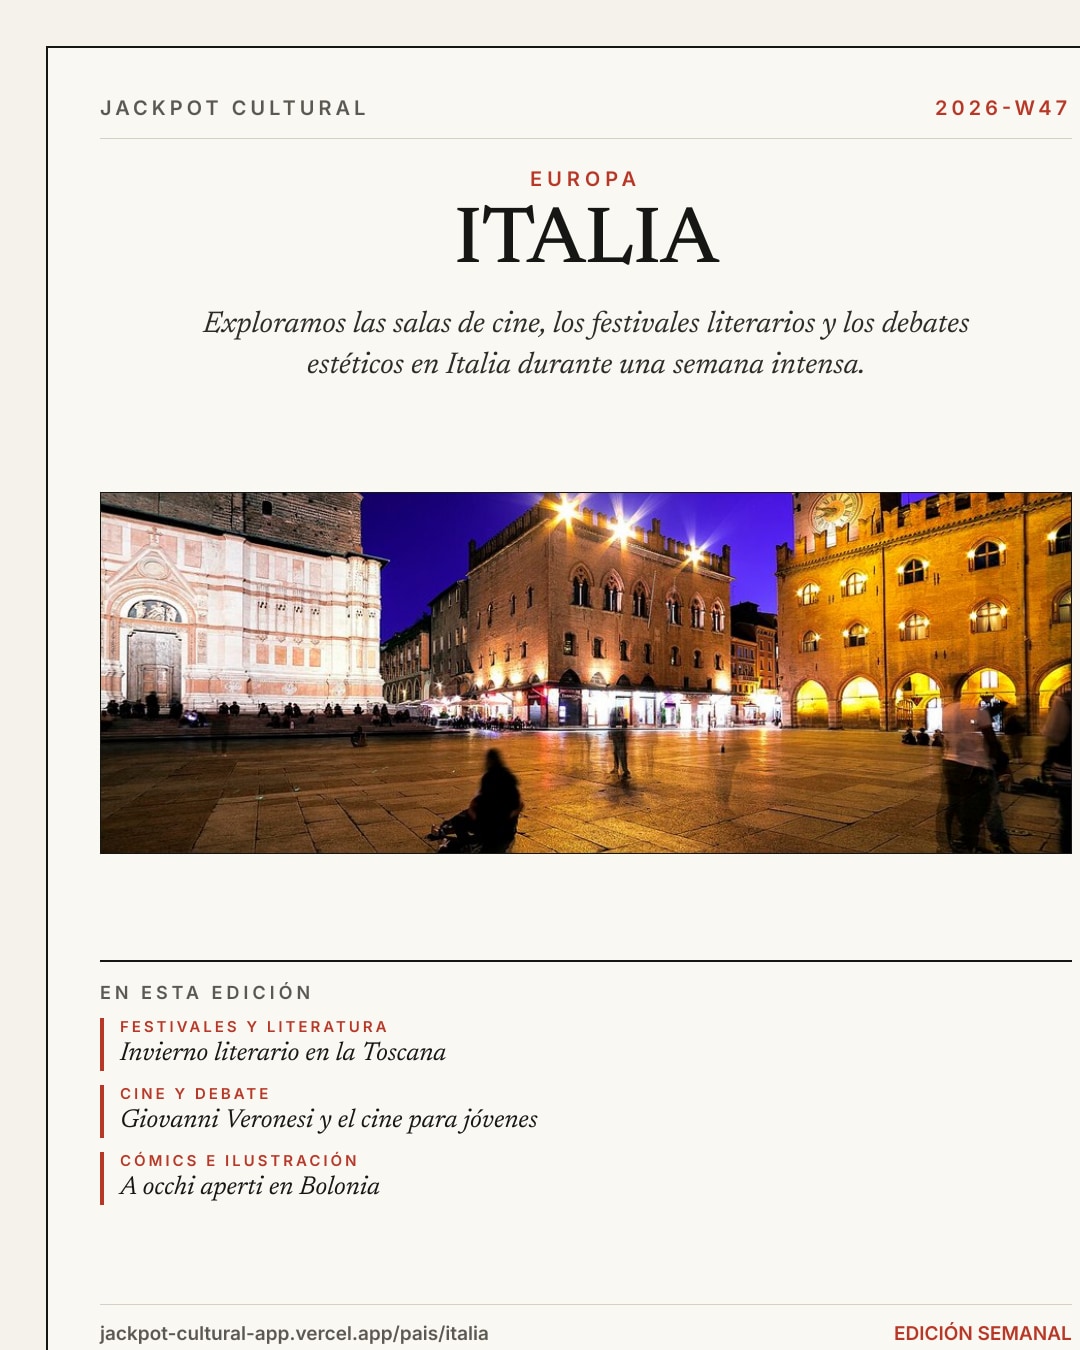 JACKPOT CULTURAL
2026-W47
EUROPA
ITALIA
Exploramos las salas de cine, los festivales literarios y los debates
estéticos en Italia durante una semana intensa.
EN ESTA EDICIÓN
FESTIVALES Y LITERATURA
Invierno literario en la Toscana
CINE Y DEBATE
Giovanni Veronesi y el cine para jóvenes
CÓMICS E ILUSTRACIÓN
A occhi aperti en Bolonia
jackpot-cultural-app.vercel.app/pais/italia
EDICIÓN SEMANAL